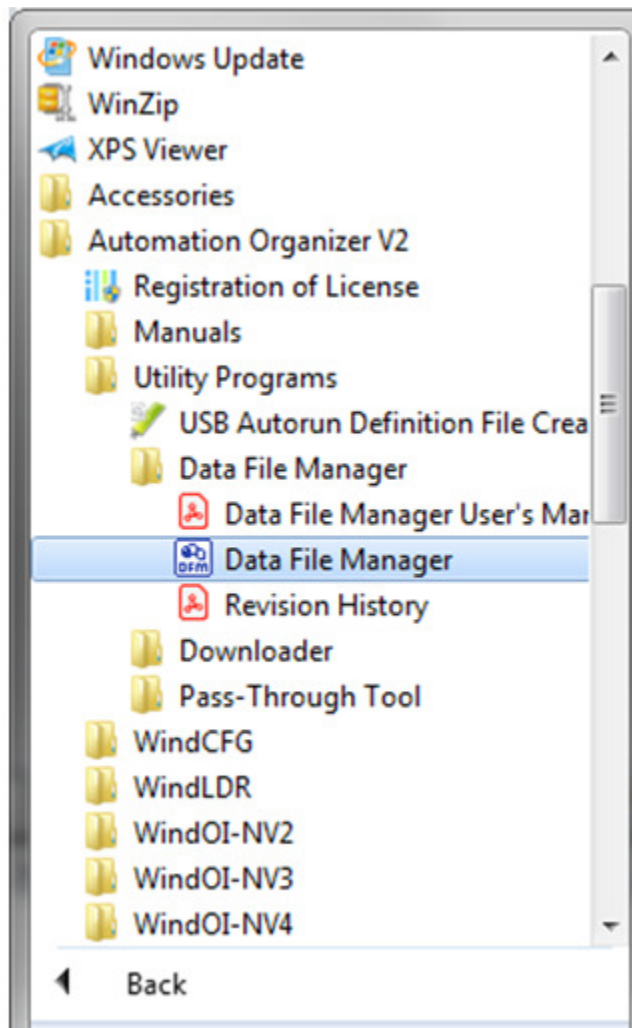 Windows Update
WinZip
XPS Viewer
Accessories
Automation Organizer V2
Registration of License
Manuals
Utility Programs
USB Autorun Definition File Crea
Data File Manager
Data File Manager User's Mar
DFM
Data File Manager
Revision History
Downloader
Pass-Through Tool
WindCFG
WindLDR
WindOI-NV2
WindOI-NV3
WindOI-NV4
Back